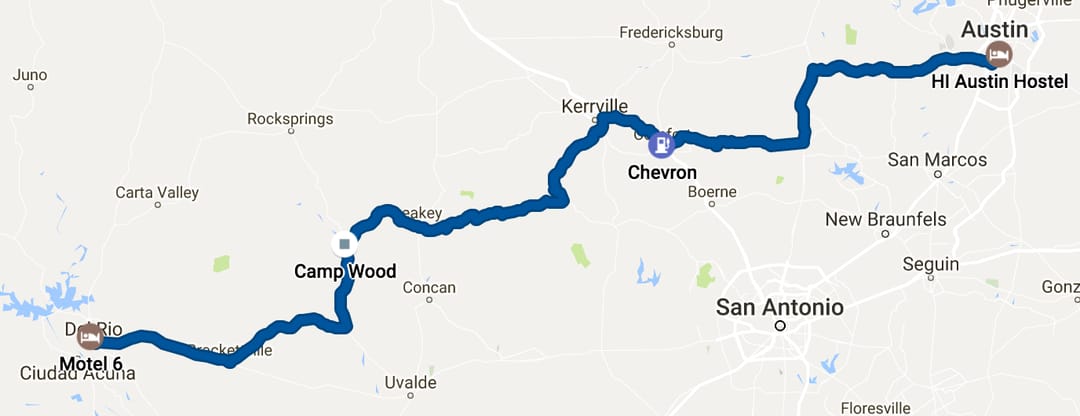 Pflugerville
Fredericksburg
Austin
Juno
HI Austin Hostel
Kerrville
Rocksprings
Comfort
San Marcos
Chevron
Carta Valley
Boerne
Leakey
New Braunfels
Camp Wood
Seguin
Concan
Gonz
San Antonio
Del Rio
Brackettville
Motel 6
Ciudad Acuña
Uvalde
Floresville